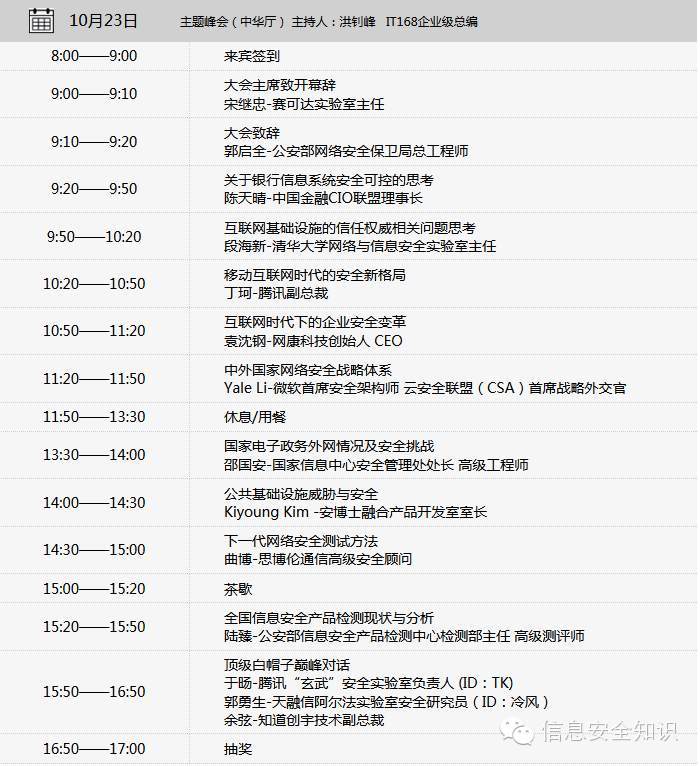 10月23日 主题峰会（中华厅）主持人：洪钊峰 IT168企业级总编
8:00——9:00 来宾签到
9:00——9:10 大会主席致开幕辞
宋继忠-赛可达实验室主任
9:10——9:20 大会致辞
郭启全-公安部网络安全保卫局总工程师
9:20——9:50 关于银行信息系统安全可控的思考
陈天晴-中国金融CIO联盟理事长
9:50——10:20 互联网基础设施的信任权威相关问题思考
段海新-清华大学网络与信息安全实验室主任
10:20——10:50 移动互联网时代的安全新格局
丁珂-腾讯副总裁
10:50——11:20 互联网时代下的企业安全变革
袁沈钢-网康科技创始人 CEO
11:20——11:50 中外国家网络安全战略体系
Yale Li-微软首席安全架构师 云安全联盟（CSA）首席战略外交官
11:50——13:30 休息/用餐
13:30——14:00 国家电子政务外网情况及安全挑战
邵国安-国家信息中心安全管理处处长 高级工程师
14:00——14:30 公共基础设施威胁与安全
Kiyoung Kim -安博士融合产品开发室室长
14:30——15:00 下一代网络安全测试方法
曲博-思博伦通信高级安全顾问
15:00——15:20 茶歇
15:20——15:50 全国信息安全产品检测现状与分析
陆臻-公安部信息安全产品检测中心检测部主任 高级测评师
15:50——16:50 顶级白帽子巅峰对话
于旸-腾讯“玄武”安全实验室负责人 (ID：TK)
郭勇生-天融信阿尔法实验室安全研究员（ID：冷风）
余弦-知道创宇技术副总裁
16:50——17:00 抽奖
信息安全知识